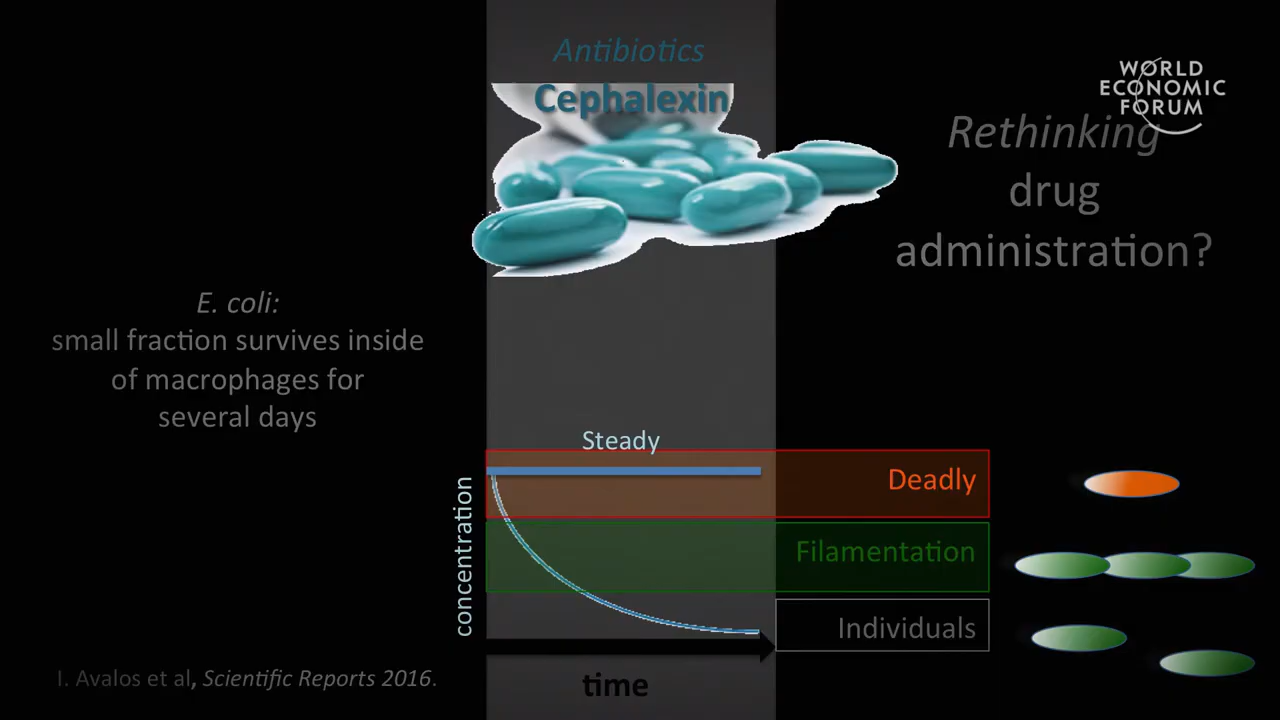 Antibiotics
Cephalexin
WORLD
ECONOMIC
FORUM
Rethinking
drug
administration?
E. coli:
small fraction survives inside
of macrophages for
several days
Steady
concentration
Deadly
Filamentation
Individuals
time
I. Avalos et al, Scientific Reports 2016.